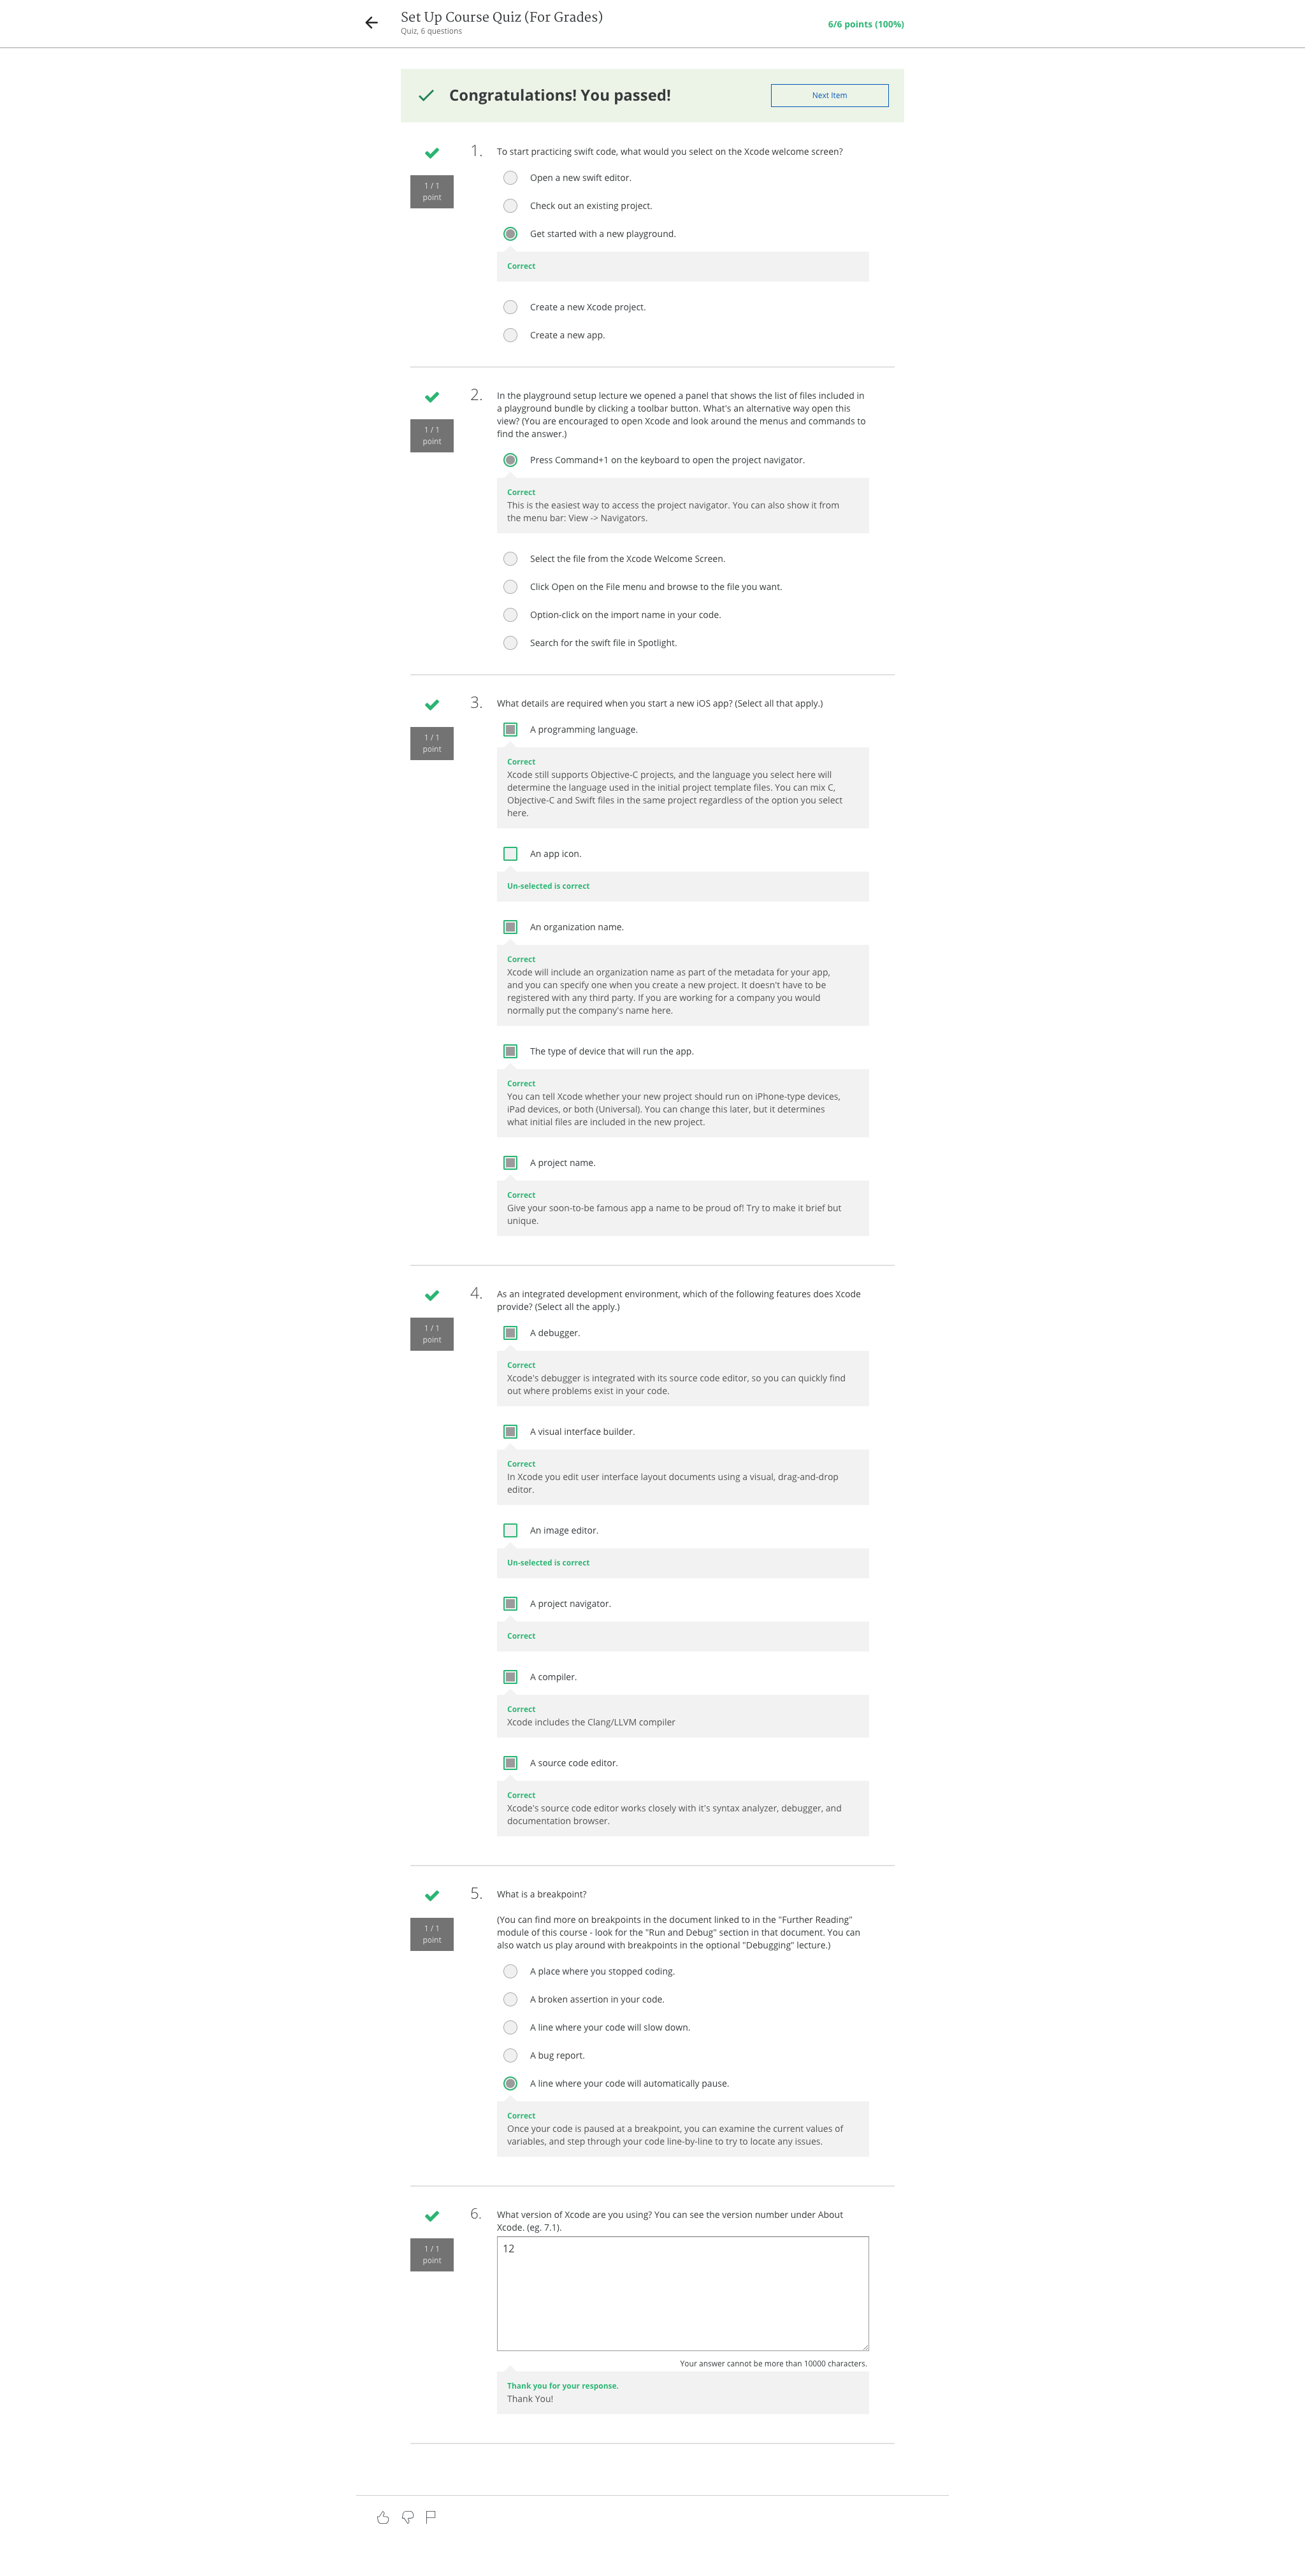 Set Up Course Quiz (For Grades)
Quiz, 6 questions
6/6 points (100%)
Congratulations! You passed!
Next Item
1.
To start practicing swift code, what would you select on the Xcode welcome screen?
1 / 1
point
Open a new swift editor.
Check out an existing project.
Get started with a new playground.
Correct
Create a new Xcode project.
Create a new app.
2.
In the playground setup lecture we opened a panel that shows the list of files included in
a playground bundle by clicking a toolbar button. What's an alternative way open this
view? (You are encouraged to open Xcode and look around the menus and commands to
find the answer.)
1 / 1
point
Press Command+1 on the keyboard to open the project navigator.
Correct
This is the easiest way to access the project navigator. You can also show it from
the menu bar: View -> Navigators.
Select the file from the Xcode Welcome Screen.
Click Open on the File menu and browse to the file you want.
Option-click on the import name in your code.
Search for the swift file in Spotlight.
3.
What details are required when you start a new iOS app? (Select all that apply.)
1 / 1
point
A programming language.
Correct
Xcode still supports Objective-C projects, and the language you select here will
determine the language used in the initial project template files. You can mix C,
Objective-C and Swift files in the same project regardless of the option you select
here.
An app icon.
Un-selected is correct
An organization name.
Correct
Xcode will include an organization name as part of the metadata for your app,
and you can specify one when you create a new project. It doesn't have to be
registered with any third party. If you are working for a company you would
normally put the company's name here.
The type of device that will run the app.
Correct
You can tell Xcode whether your new project should run on iPhone-type devices,
iPad devices, or both (Universal). You can change this later, but it determines
what initial files are included in the new project.
A project name.
Correct
Give your soon-to-be famous app a name to be proud of! Try to make it brief but
unique.
4.
As an integrated development environment, which of the following features does Xcode
provide? (Select all the apply.)
1 / 1
point
A debugger.
Correct
Xcode's debugger is integrated with its source code editor, so you can quickly find
out where problems exist in your code.
A visual interface builder.
Correct
In Xcode you edit user interface layout documents using a visual, drag-and-drop
editor.
An image editor.
Un-selected is correct
A project navigator.
Correct
A compiler.
Correct
Xcode includes the Clang/LLVM compiler
A source code editor.
Correct
Xcode's source code editor works closely with it's syntax analyzer, debugger, and
documentation browser.
5.
What is a breakpoint?
1 / 1
point
(You can find more on breakpoints in the document linked to in the "Further Reading"
module of this course - look for the "Run and Debug" section in that document. You can
also watch us play around with breakpoints in the optional "Debugging" lecture.)
A place where you stopped coding.
A broken assertion in your code.
A line where your code will slow down.
A bug report.
A line where your code will automatically pause.
Correct
Once your code is paused at a breakpoint, you can examine the current values of
variables, and step through your code line-by-line to try to locate any issues.
6.
What version of Xcode are you using? You can see the version number under About
Xcode. (eg. 7.1).
1 / 1
point
12
Your answer cannot be more than 10000 characters.
Thank you for your response.
Thank You!